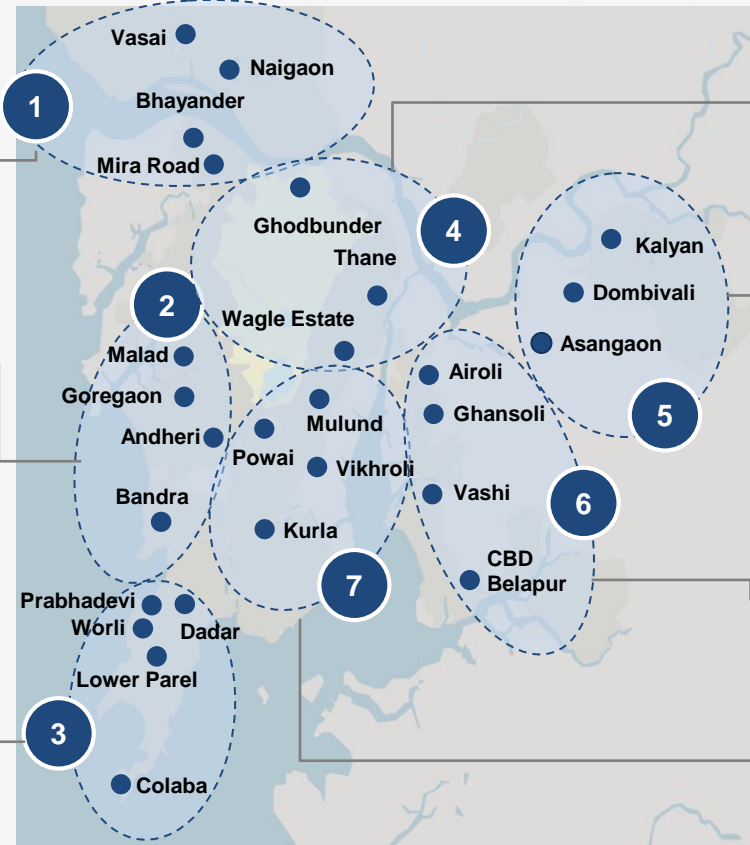 Vasai
Naigaon
1
Bhayander
Mira Road
Ghodbunder
4
Thane
Kalyan
2
Dombivali
Wagle Estate
Malad
Asangaon
Airoli
Goregaon
Ghansoli
5
Mulund
Andheri
Powai
Vikhroli
Bandra
Vashi
6
Kurla
CBD
Belapur
7
Prabhadevi
Worli
Dadar
Lower Parel
3
Colaba